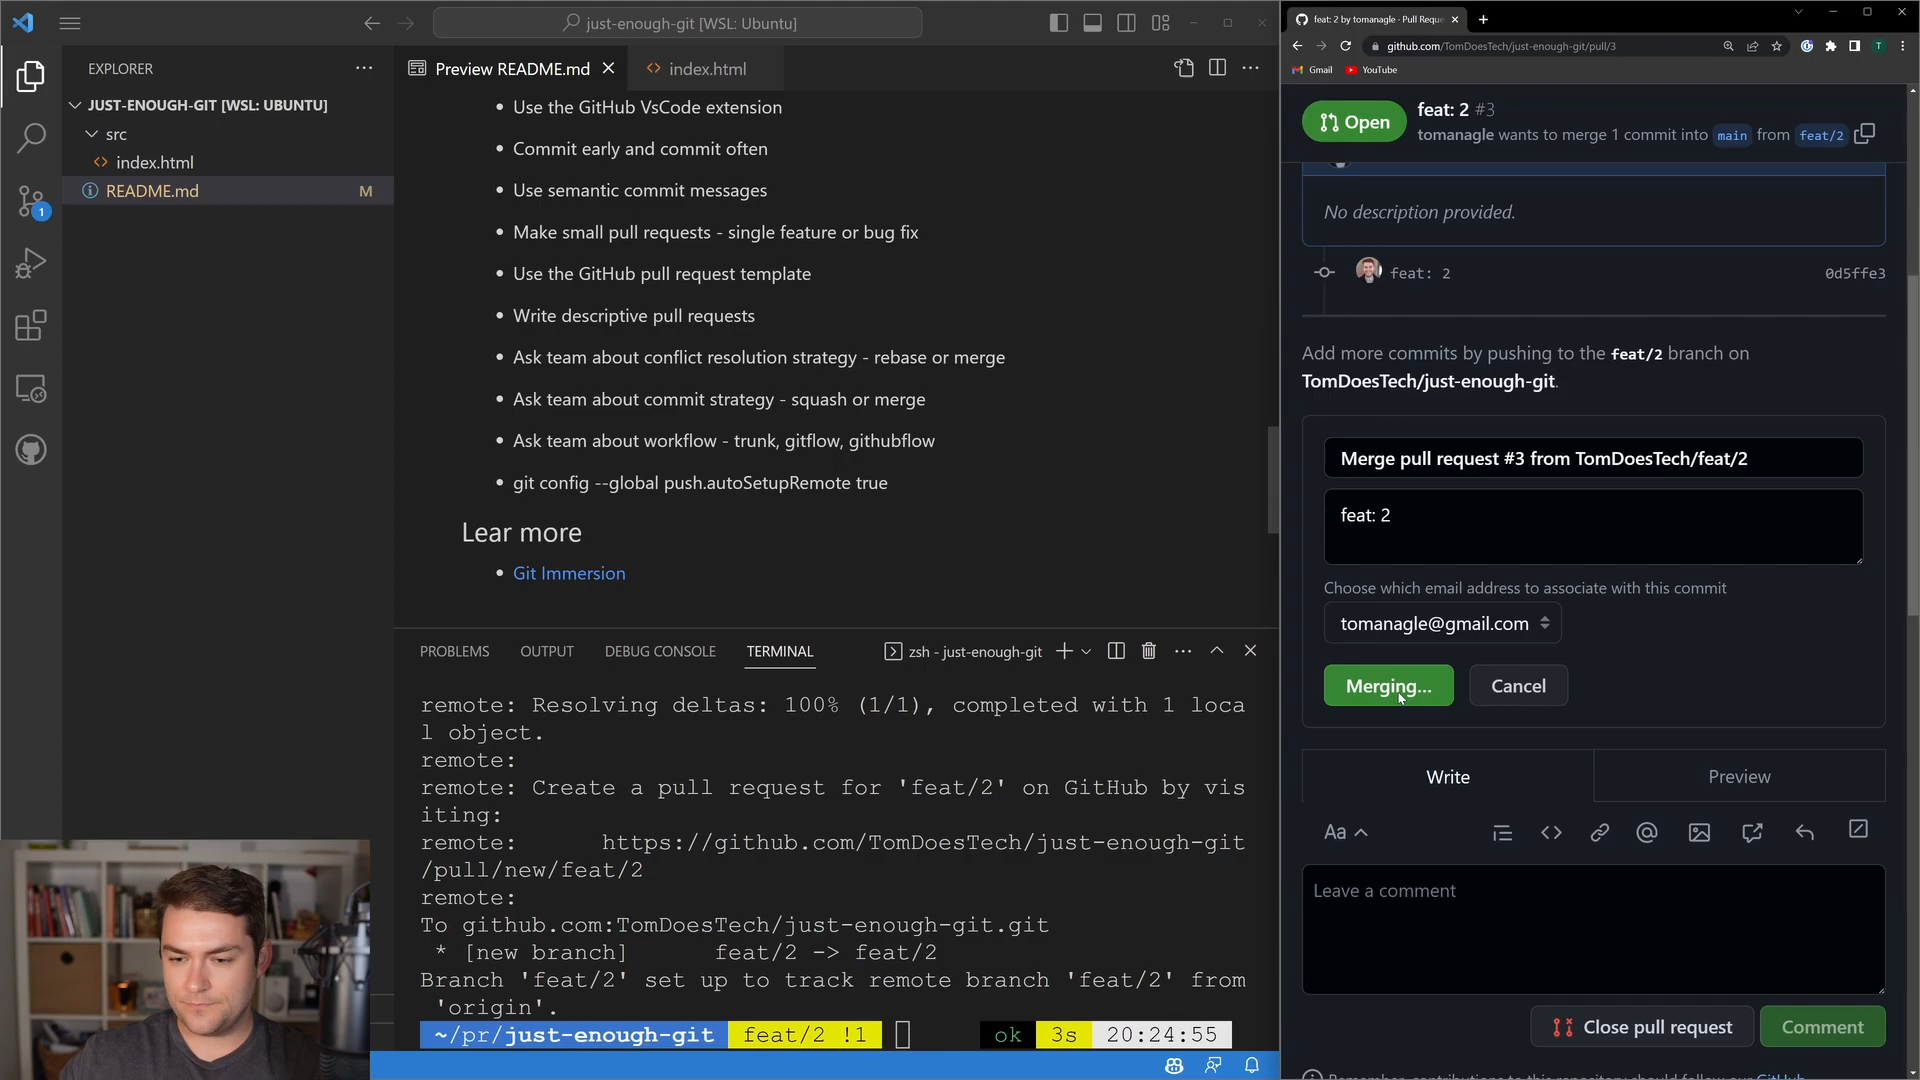 just-enough-git [WSL: Ubuntu]
EXPLORER
JUST-ENOUGH-GIT [WSL: UBUNTU]
src
index.html
README.md
M
1
Preview README.md
index.html
Use the GitHub VsCode extension
Commit early and commit often
Use semantic commit messages
Make small pull requests - single feature or bug fix
Use the GitHub pull request template
Write descriptive pull requests
Ask team about conflict resolution strategy - rebase or merge
Ask team about commit strategy - squash or merge
Ask team about workflow - trunk, gitflow, githubflow
git config --global push.autoSetupRemote true
Lear more
Git Immersion
PROBLEMS OUTPUT DEBUG CONSOLE TERMINAL
zsh - just-enough-git
remote: Resolving deltas: 100% (1/1), completed with 1 loca
l object.
remote:
remote: Create a pull request for 'feat/2' on GitHub by vis
iting:
remote:      https://github.com/TomDoesTech/just-enough-git
/pull/new/feat/2
remote:
To github.com:TomDoesTech/just-enough-git.git
* [new branch]      feat/2 -> feat/2
Branch 'feat/2' set up to track remote branch 'feat/2' from
'origin'.
~/pr/just-enough-git feat/2 !1 ok 3s 20:24:55
feat: 2 by tomanagle · Pull Reque
github.com/TomDoesTech/just-enough-git/pull/3
T
Gmail YouTube
Open
feat: 2 #3
tomanagle wants to merge 1 commit into main from feat/2
No description provided.
feat: 2 0d5ffe3
Add more commits by pushing to the feat/2 branch on
TomDoesTech/just-enough-git.
Merge pull request #3 from TomDoesTech/feat/2
feat: 2
Choose which email address to associate with this commit
tomanagle@gmail.com
Merging... Cancel
Write Preview
Aa
Leave a comment
Close pull request Comment
Remember, contributions to this repository should follow our GitHub